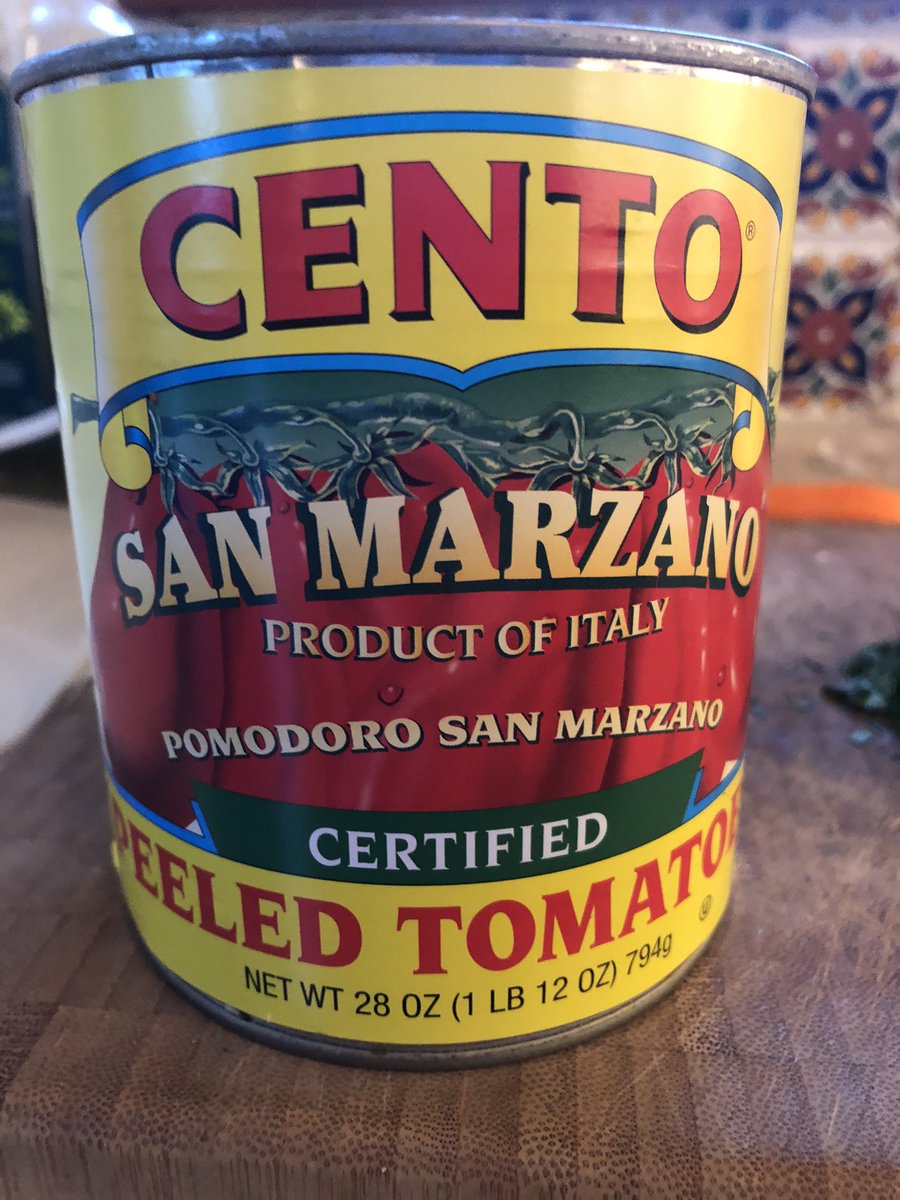 CENTO®
SAN MARZANO
PRODUCT OF ITALY
POMODORO SAN MARZANO
CERTIFIED
PEELED TOMATOE
NET WT 28 OZ (1 LB 12 OZ) 794g